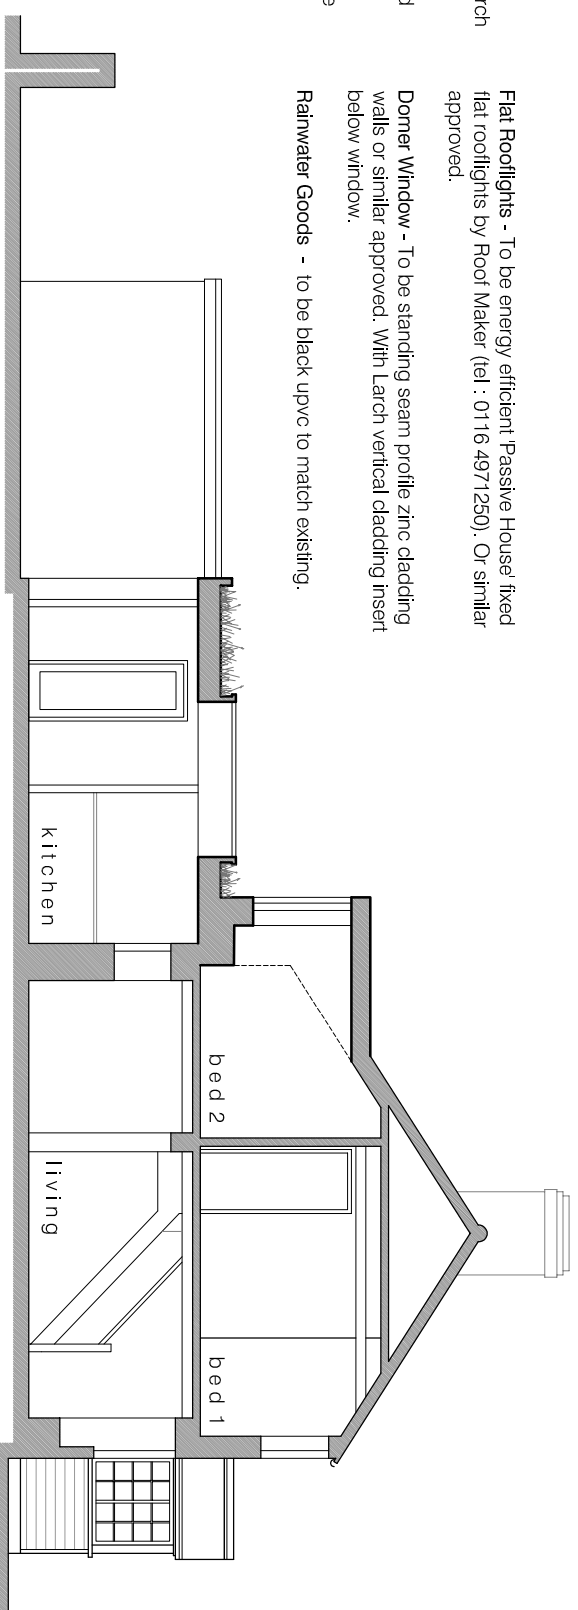 rch
d
e
Flat Rooflights - To be energy efficient 'Passive House' fixed
flat rooflights by Roof Maker (tel : 0116 4971250). Or similar
approved.
Dormer Window - To be standing seam profile zinc cladding
walls or similar approved. With Larch vertical cladding insert
below window.
Rainwater Goods - to be black upvc to match existing.
kitchen
bed 2
living
bed 1